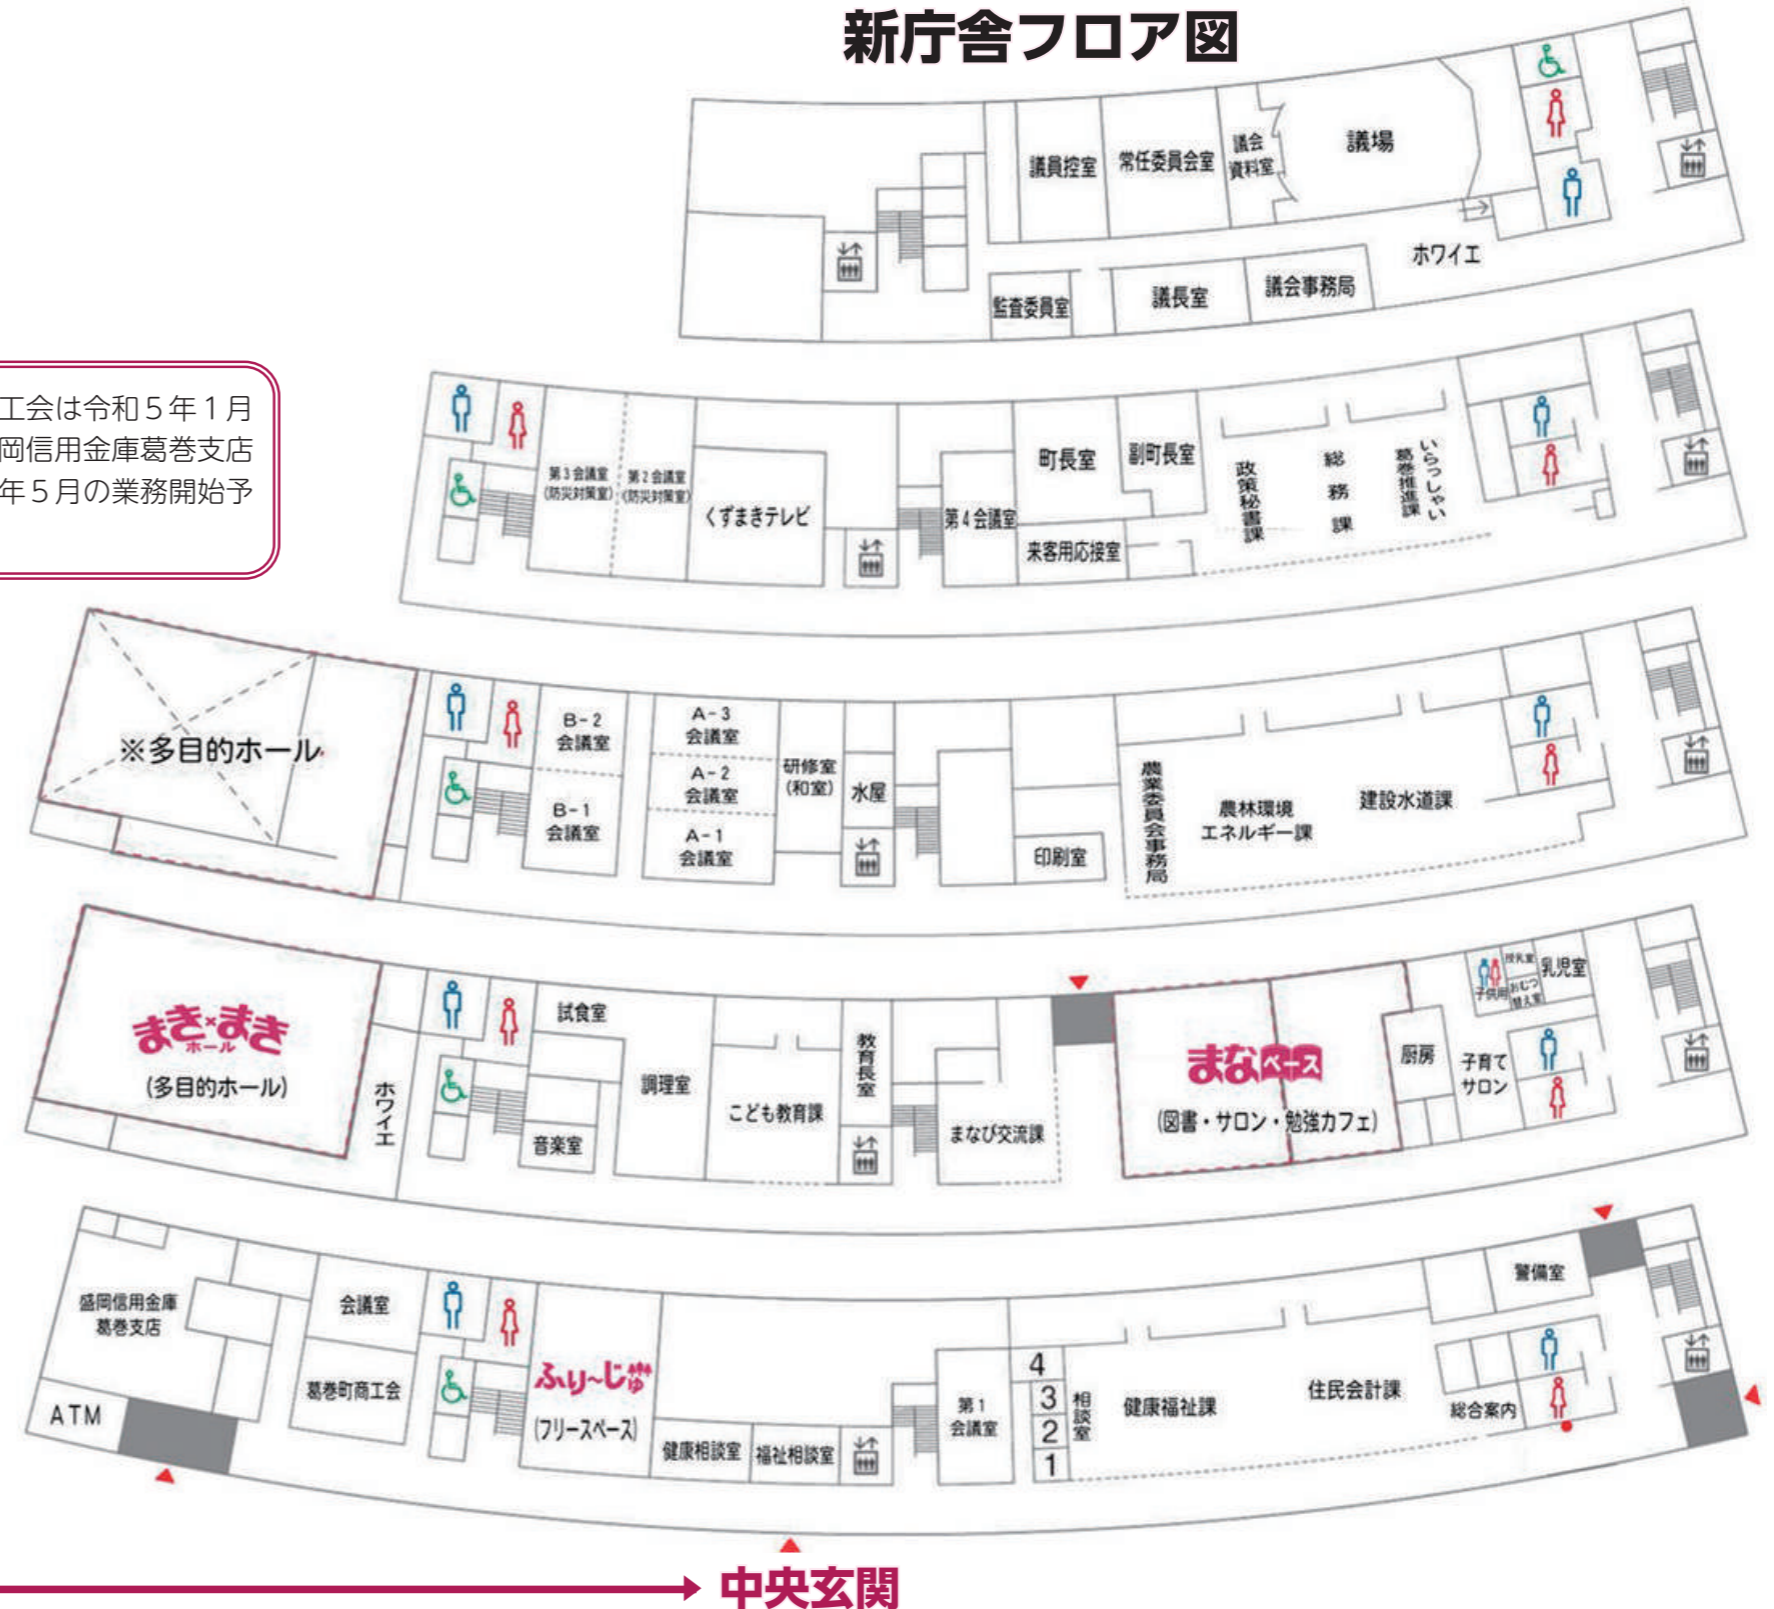 新庁舎フロア図
議員控室
常任委員会室
議会
資料室
議場
ホワイエ
監査委員室
議長室
議会事務局
工会は令和５年１月
岡信用金庫葛巻支店
年５月の業務開始予
第３会議室
(防災対策室)
第２会議室
(防災対策室)
くずまきテレビ
第４会議室
町長室
副町長室
来客用応接室
政策秘書課
総務課
いらっしゃい
葛巻推進課
※多目的ホール
B-2
会議室
B-1
会議室
A-3
会議室
A-2
会議室
A-1
会議室
研修室
(和室)
水屋
印刷室
農業委員会事務局
農林環境
エネルギー課
建設水道課
まき×まき
ホール
(多目的ホール)
ホワイエ
試食室
音楽室
調理室
こども教育課
教育長室
まなび交流課
まなベース
(図書・サロン・勉強カフェ)
厨房
子供用
授乳室
おむつ
替え室
乳児室
子育て
サロン
盛岡信用金庫
葛巻支店
ATM
会議室
葛巻町商工会
ふり〜じゅ
(フリースペース)
健康相談室
福祉相談室
第１
会議室
4
3
2
1
相談室
健康福祉課
住民会計課
総合案内
警備室
中央玄関